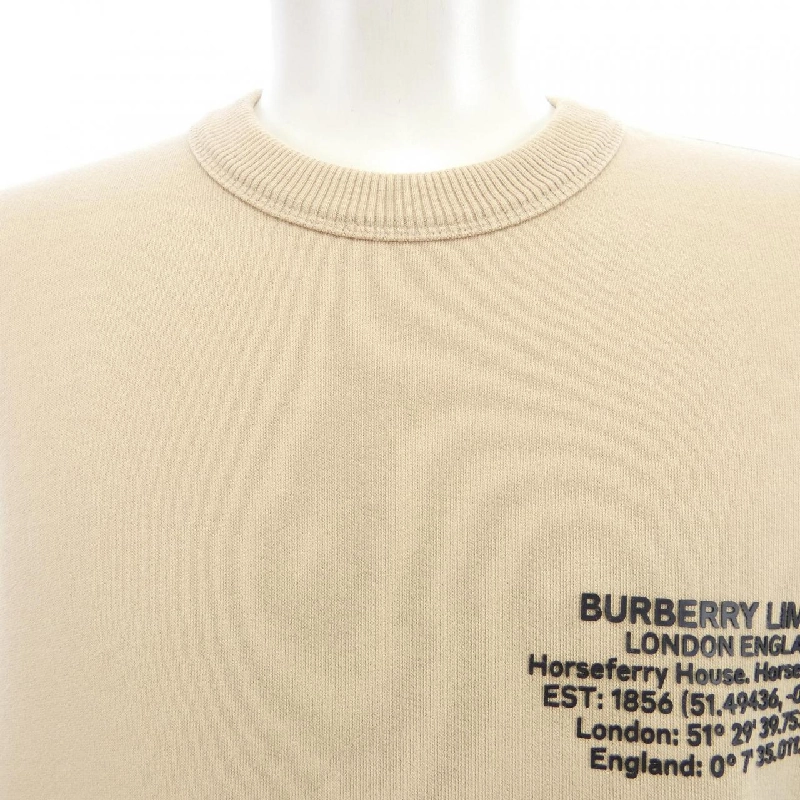 BURBERRY LIM
LONDON ENGLA
Horseferry House. Horse
EST: 1856 (51.49436, -0
London: 51° 29' 39.75
England: 0° 7' 35.011